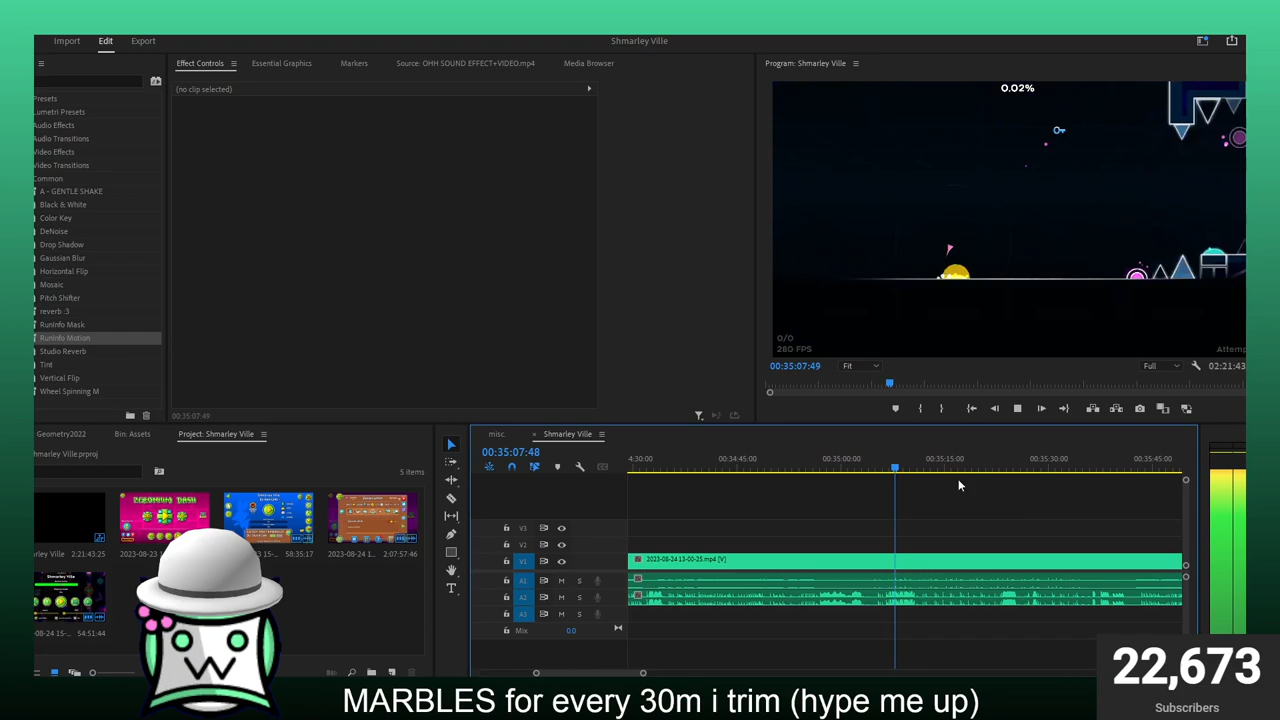 Import Edit Export Shmarley Ville
Effect Controls Essential Graphics Markers Source: OHH SOUND EFFECT+VIDEO.mp4 Media Browser Program: Shmarley Ville
(no clip selected)
0.02%
Presets
Lumetri Presets
Audio Effects
Audio Transitions
Video Effects
Video Transitions
Common
A - GENTLE SHAKE
Black & White
Color Key
DeNoise
Drop Shadow
Gaussian Blur
Horizontal Flip
Mosaic
Pitch Shifter
reverb :3
RunInfo Mask
RunInfo Motion
Studio Reverb
Tint
Vertical Flip
Wheel Spinning M
0/0
280 FPS Attemp
00:35:07:49 Fit Full 02:21:43
00:35:07:49
Geometry2022 Bin: Assets Project: Shmarley Ville
Shmarley Ville.prproj
5 items
misc. Shmarley Ville
00:35:07:48
4:30:00 00:34:45:00 00:35:00:00 00:35:15:00 00:35:30:00 00:35:45:00
V3
V2
V1 2023-08-24 13-00-25.mp4 [V]
A1 M S
A2 M S
A3 M S
Mix 0.0
ZEROMUM DASH
Shmarley Ville 2:21:43:25 2023-08-23 15-... 58:35:17 2023-08-24 1... 2:07:57:46
2023-08-24 15-... 54:51:44
22,673
Subscribers
MARBLES for every 30m i trim (hype me up)